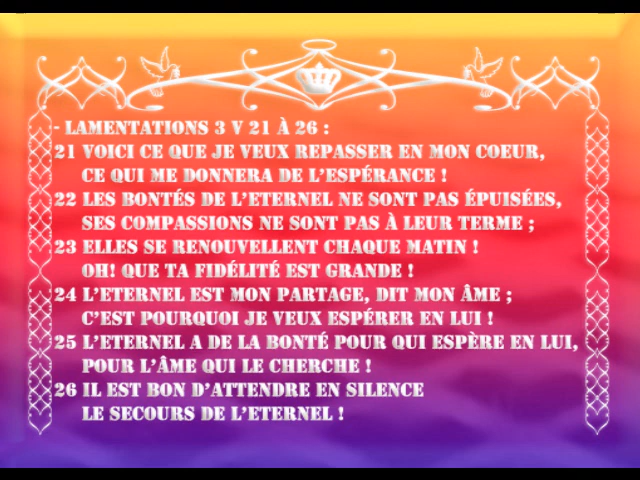 - LAMENTATIONS 3 V 21 À 26 :
21 VOICI CE QUE JE VEUX REPASSER EN MON COEUR,
CE QUI ME DONNERA DE L'ESPÉRANCE !
22 LES BONTÉS DE L'ETERNEL NE SONT PAS ÉPUISÉES,
SES COMPASSIONS NE SONT PAS À LEUR TERME ;
23 ELLES SE RENOUVELLENT CHAQUE MATIN !
OH! QUE TA FIDÉLITÉ EST GRANDE !
24 L'ETERNEL EST MON PARTAGE, DIT MON ÂME ;
C'EST POURQUOI JE VEUX ESPÉRER EN LUI !
25 L'ETERNEL A DE LA BONTÉ POUR QUI ESPÈRE EN LUI,
POUR L'ÂME QUI LE CHERCHE !
26 IL EST BON D'ATTENDRE EN SILENCE
LE SECOURS DE L'ETERNEL !